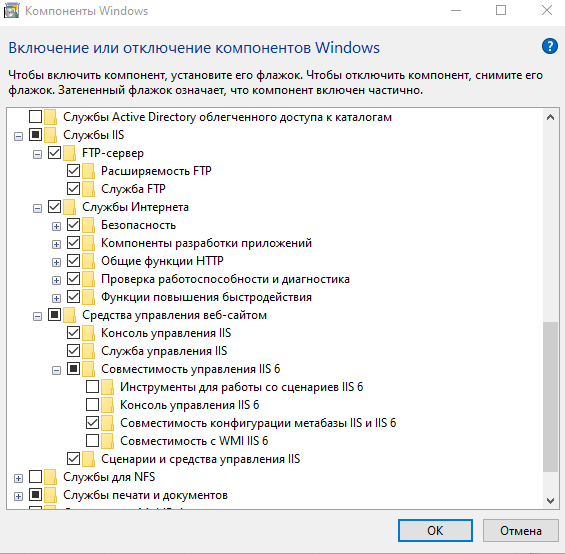 Компоненты Windows
Включение или отключение компонентов Windows
?
Чтобы включить компонент, установите его флажок. Чтобы отключить компонент, снимите его
флажок. Затененный флажок означает, что компонент включен частично.
Службы Active Directory облегченного доступа к каталогам
Службы IIS
FTP-сервер
Расширяемость FTP
Служба FTP
Службы Интернета
Безопасность
Компоненты разработки приложений
Общие функции HTTP
Проверка работоспособности и диагностика
Функции повышения быстродействия
Средства управления веб-сайтом
Консоль управления IIS
Служба управления IIS
Совместимость управления IIS 6
Инструменты для работы со сценариев IIS 6
Консоль управления IIS 6
Совместимость конфигурации метабазы IIS и IIS 6
Совместимость с WMI IIS 6
Сценарии и средства управления IIS
Службы для NFS
Службы печати и документов
ОК
Отмена